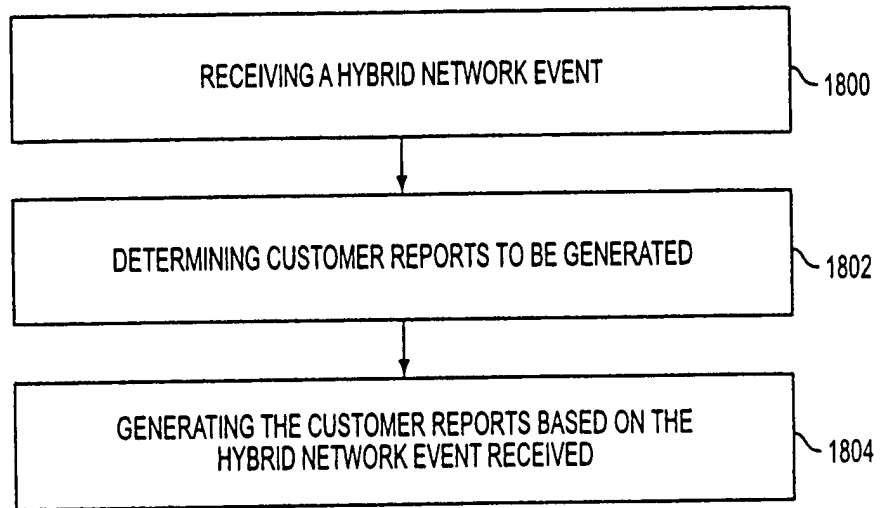 RECEIVING A HYBRID NETWORK EVENT
1800
DETERMINING CUSTOMER REPORTS TO BE GENERATED
1802
GENERATING THE CUSTOMER REPORTS BASED ON THE
HYBRID NETWORK EVENT RECEIVED
1804